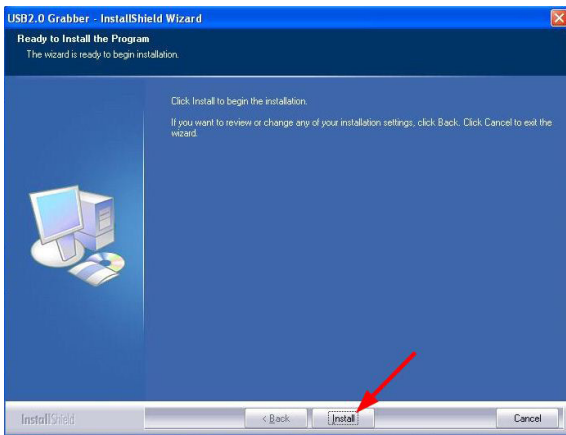 USB2.0 Grabber - InstallShield Wizard
Ready to Install the Program
The wizard is ready to begin installation.
Click Install to begin the installation.
If you want to review or change any of your installation settings, click Back. Click Cancel to exit the
wizard.
InstallShield
< Back
Install
Cancel